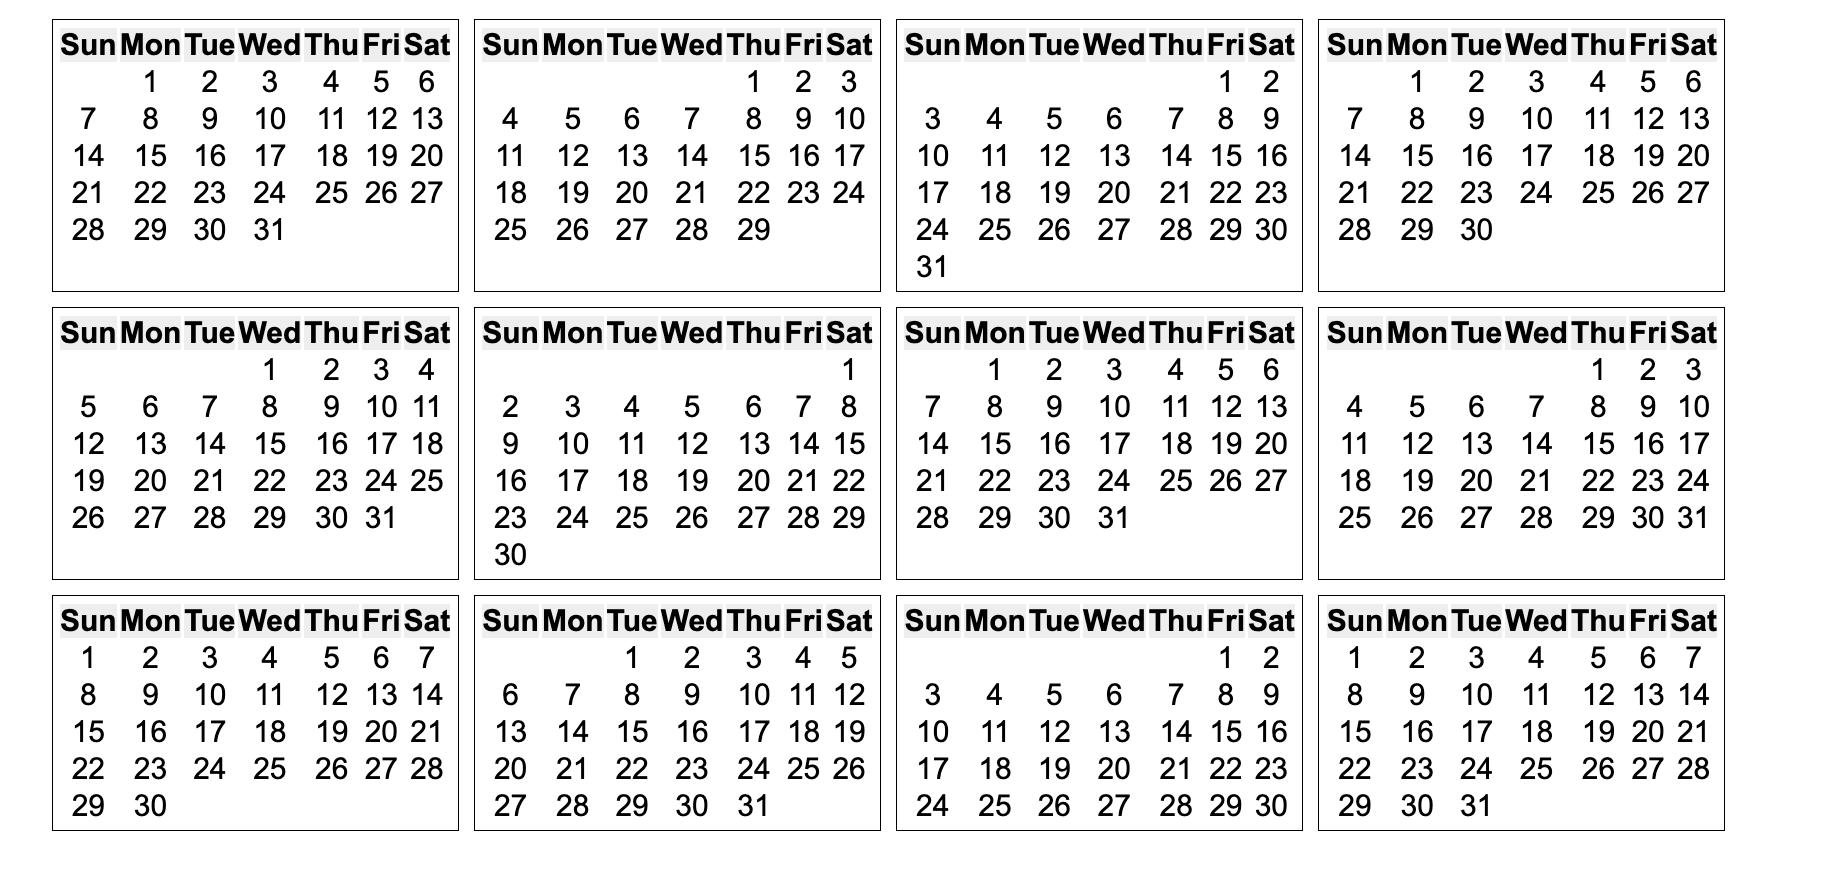 Sun Mon Tue Wed Thu Fri Sat
1 2 3 4 5 6
7 8 9 10 11 12 13
14 15 16 17 18 19 20
21 22 23 24 25 26 27
28 29 30 31
Sun Mon Tue Wed Thu Fri Sat
1 2 3
4 5 6 7 8 9 10
11 12 13 14 15 16 17
18 19 20 21 22 23 24
25 26 27 28 29
Sun Mon Tue Wed Thu Fri Sat
1 2
3 4 5 6 7 8 9
10 11 12 13 14 15 16
17 18 19 20 21 22 23
24 25 26 27 28 29 30
31
Sun Mon Tue Wed Thu Fri Sat
1 2 3 4 5 6
7 8 9 10 11 12 13
14 15 16 17 18 19 20
21 22 23 24 25 26 27
28 29 30
Sun Mon Tue Wed Thu Fri Sat
1 2 3 4
5 6 7 8 9 10 11
12 13 14 15 16 17 18
19 20 21 22 23 24 25
26 27 28 29 30 31
Sun Mon Tue Wed Thu Fri Sat
1
2 3 4 5 6 7 8
9 10 11 12 13 14 15
16 17 18 19 20 21 22
23 24 25 26 27 28 29
30
Sun Mon Tue Wed Thu Fri Sat
1 2 3 4 5 6
7 8 9 10 11 12 13
14 15 16 17 18 19 20
21 22 23 24 25 26 27
28 29 30 31
Sun Mon Tue Wed Thu Fri Sat
1 2 3
4 5 6 7 8 9 10
11 12 13 14 15 16 17
18 19 20 21 22 23 24
25 26 27 28 29 30 31
Sun Mon Tue Wed Thu Fri Sat
1 2 3 4 5 6 7
8 9 10 11 12 13 14
15 16 17 18 19 20 21
22 23 24 25 26 27 28
29 30
Sun Mon Tue Wed Thu Fri Sat
1 2 3 4 5
6 7 8 9 10 11 12
13 14 15 16 17 18 19
20 21 22 23 24 25 26
27 28 29 30 31
Sun Mon Tue Wed Thu Fri Sat
1 2
3 4 5 6 7 8 9
10 11 12 13 14 15 16
17 18 19 20 21 22 23
24 25 26 27 28 29 30
Sun Mon Tue Wed Thu Fri Sat
1 2 3 4 5 6 7
8 9 10 11 12 13 14
15 16 17 18 19 20 21
22 23 24 25 26 27 28
29 30 31